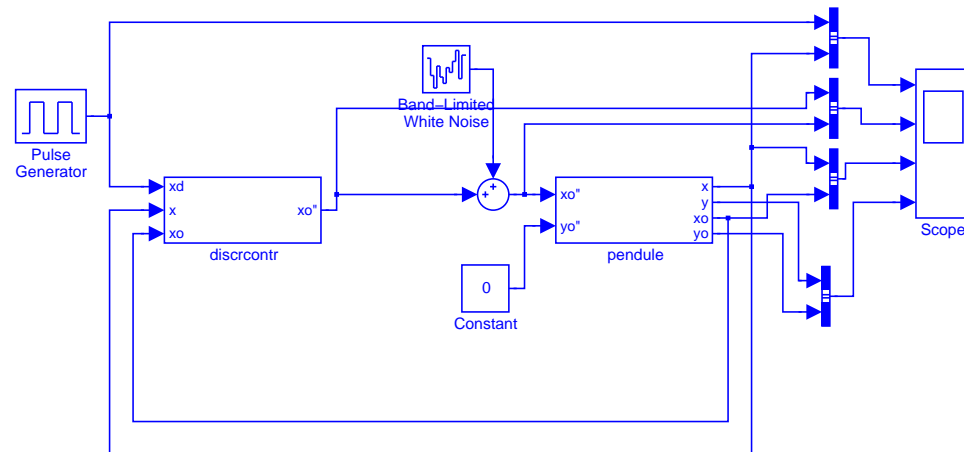 Band−Limited
White Noise
Pulse
Generator
xd
x
xo
xo"
discrcontr
+
+
xo"
yo"
x
y
xo
yo
pendule
0
Constant
Scope